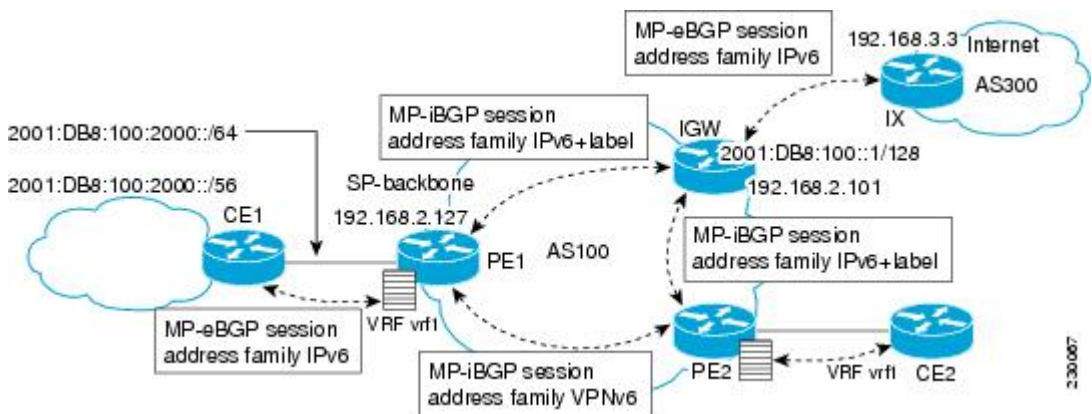 MP-eBGP session
address family IPv6
192.168.3.3
Internet
AS300
IX
MP-iBGP session
address family IPv6+label
IGW
2001:DB8:100::1/128
192.168.2.101
2001:DB8:100:2000::/64
2001:DB8:100:2000::/56
SP-backbone
192.168.2.127
CE1
PE1
AS100
MP-iBGP session
address family IPv6+label
MP-eBGP session
address family IPv6
VRF vrf1
MP-iBGP session
address family VPNv6
PE2
VRF vrf1
CE2
230067